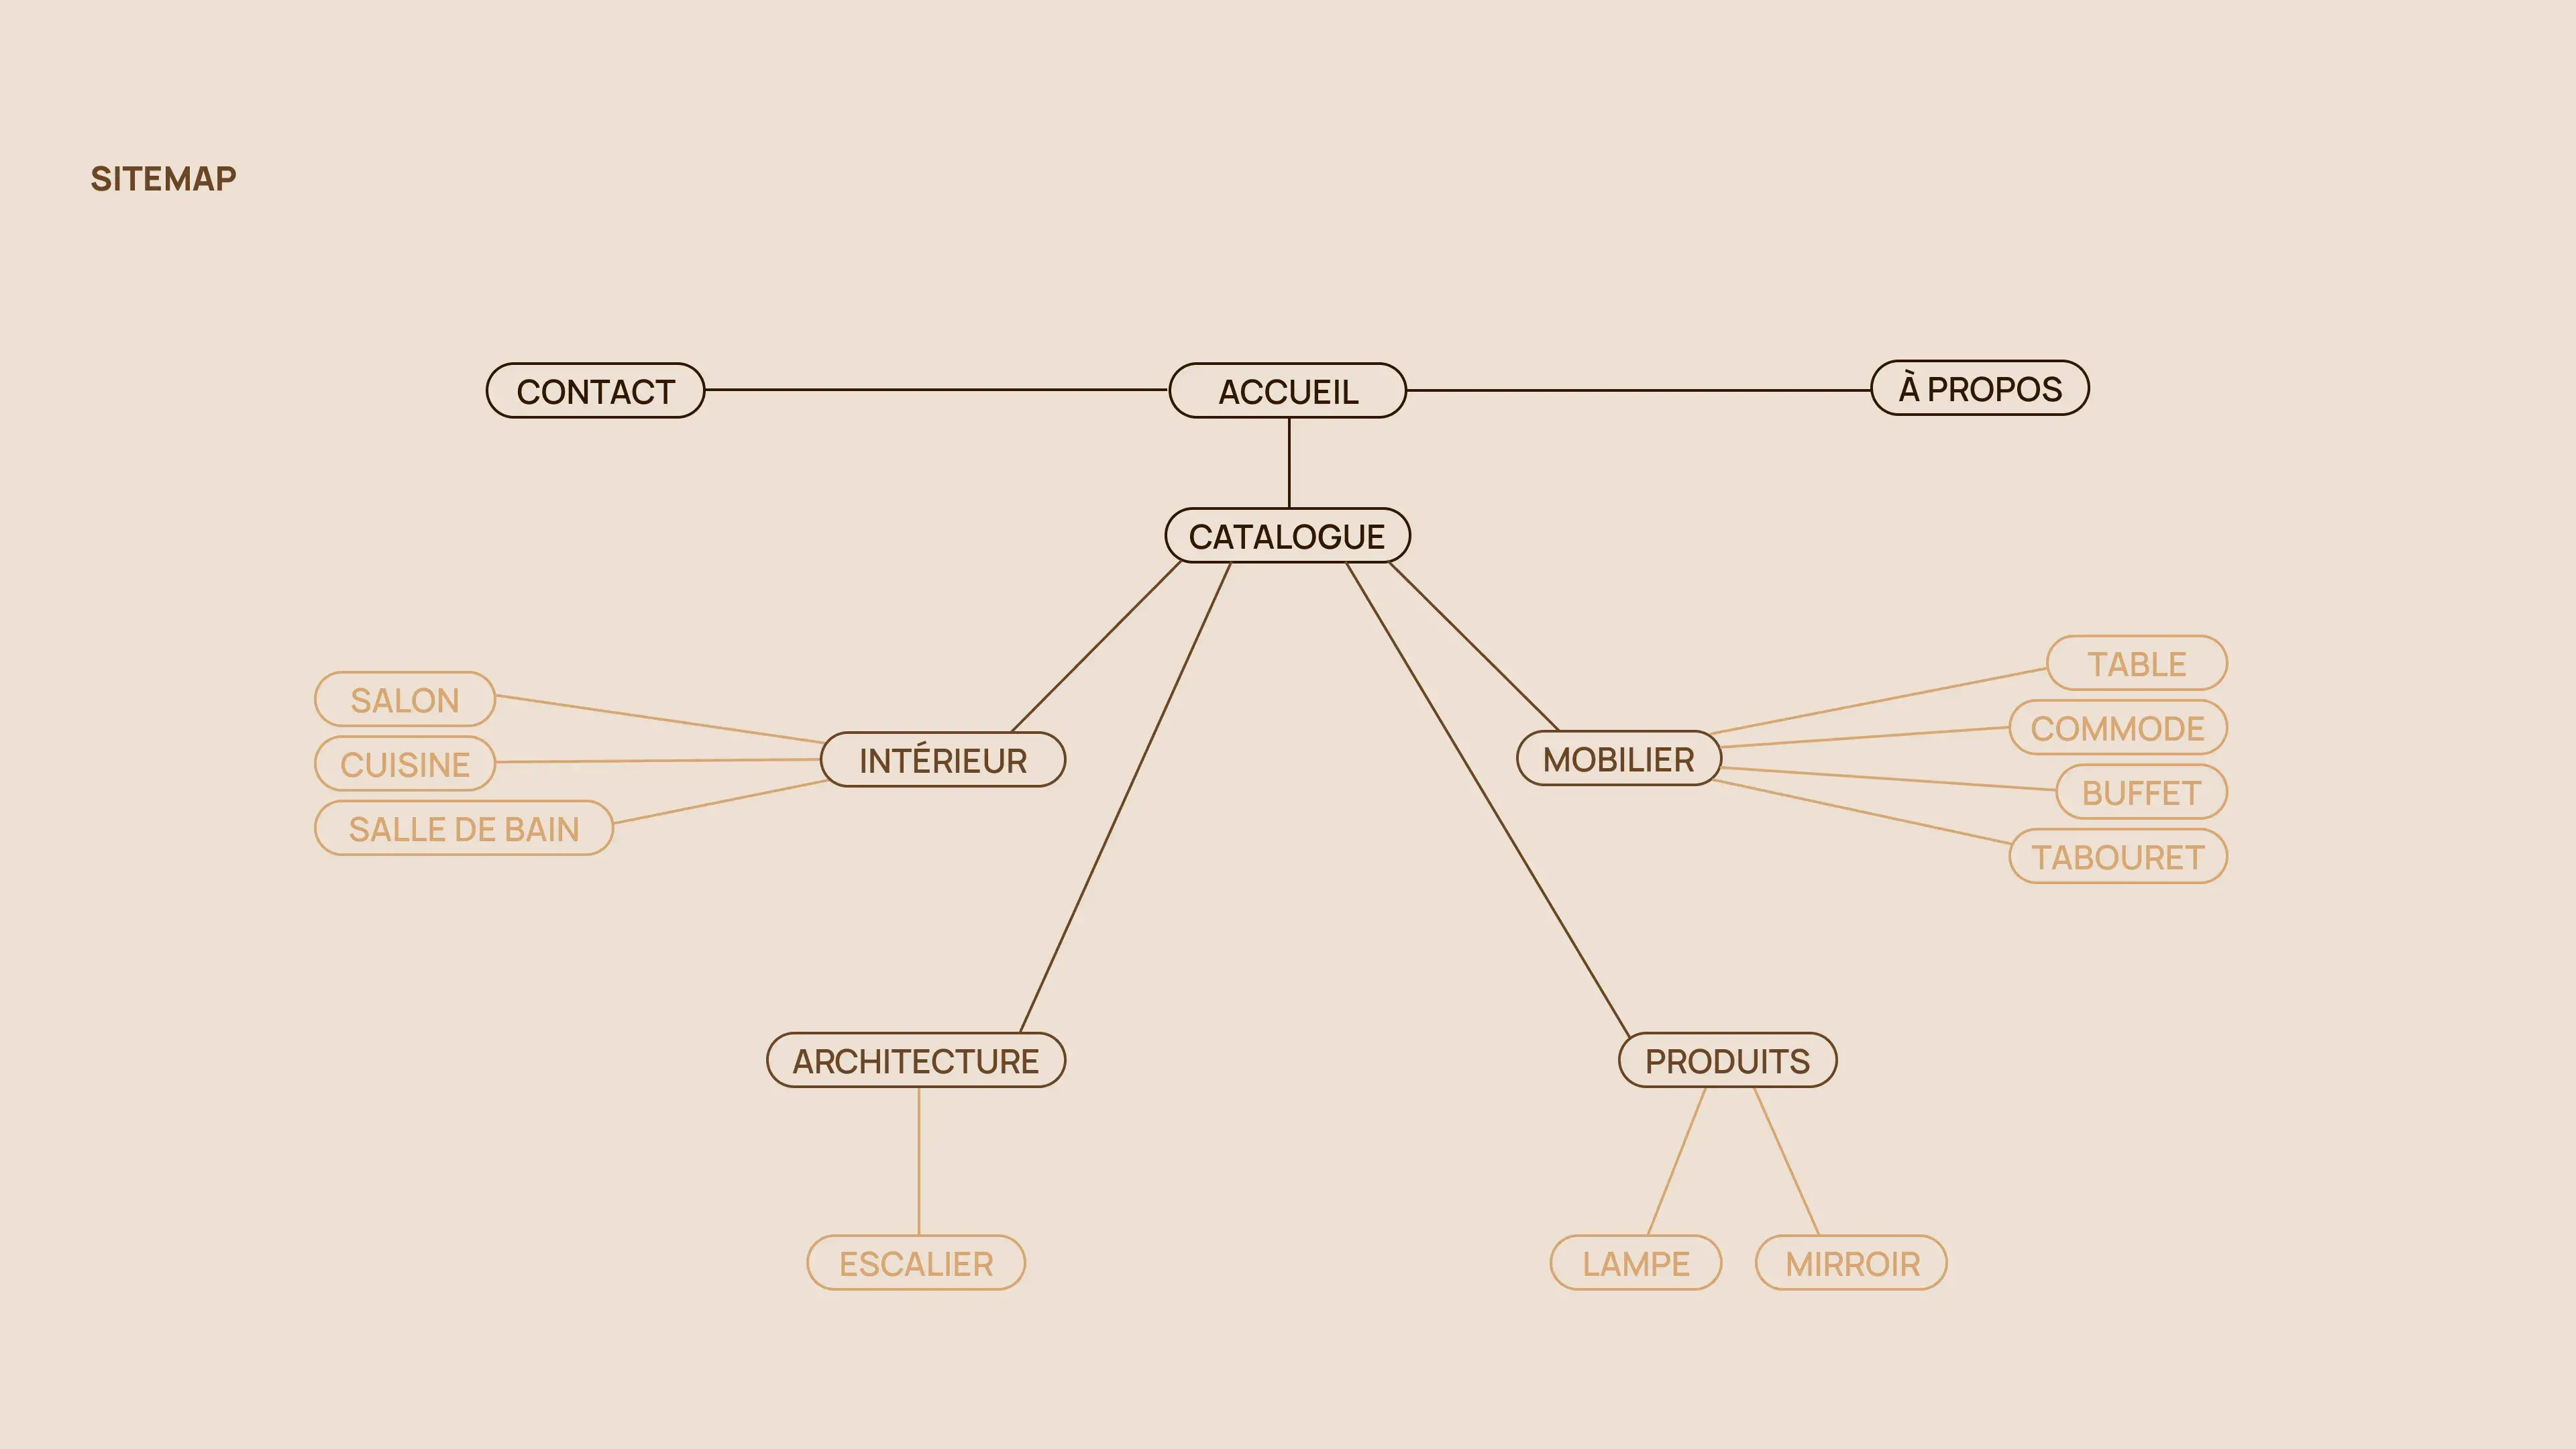 SITEMAP
CONTACT
ACCUEIL
À PROPOS
CATALOGUE
SALON
CUISINE
SALLE DE BAIN
INTÉRIEUR
MOBILIER
TABLE
COMMODE
BUFFET
TABOURET
ARCHITECTURE
PRODUITS
ESCALIER
LAMPE
MIRROIR